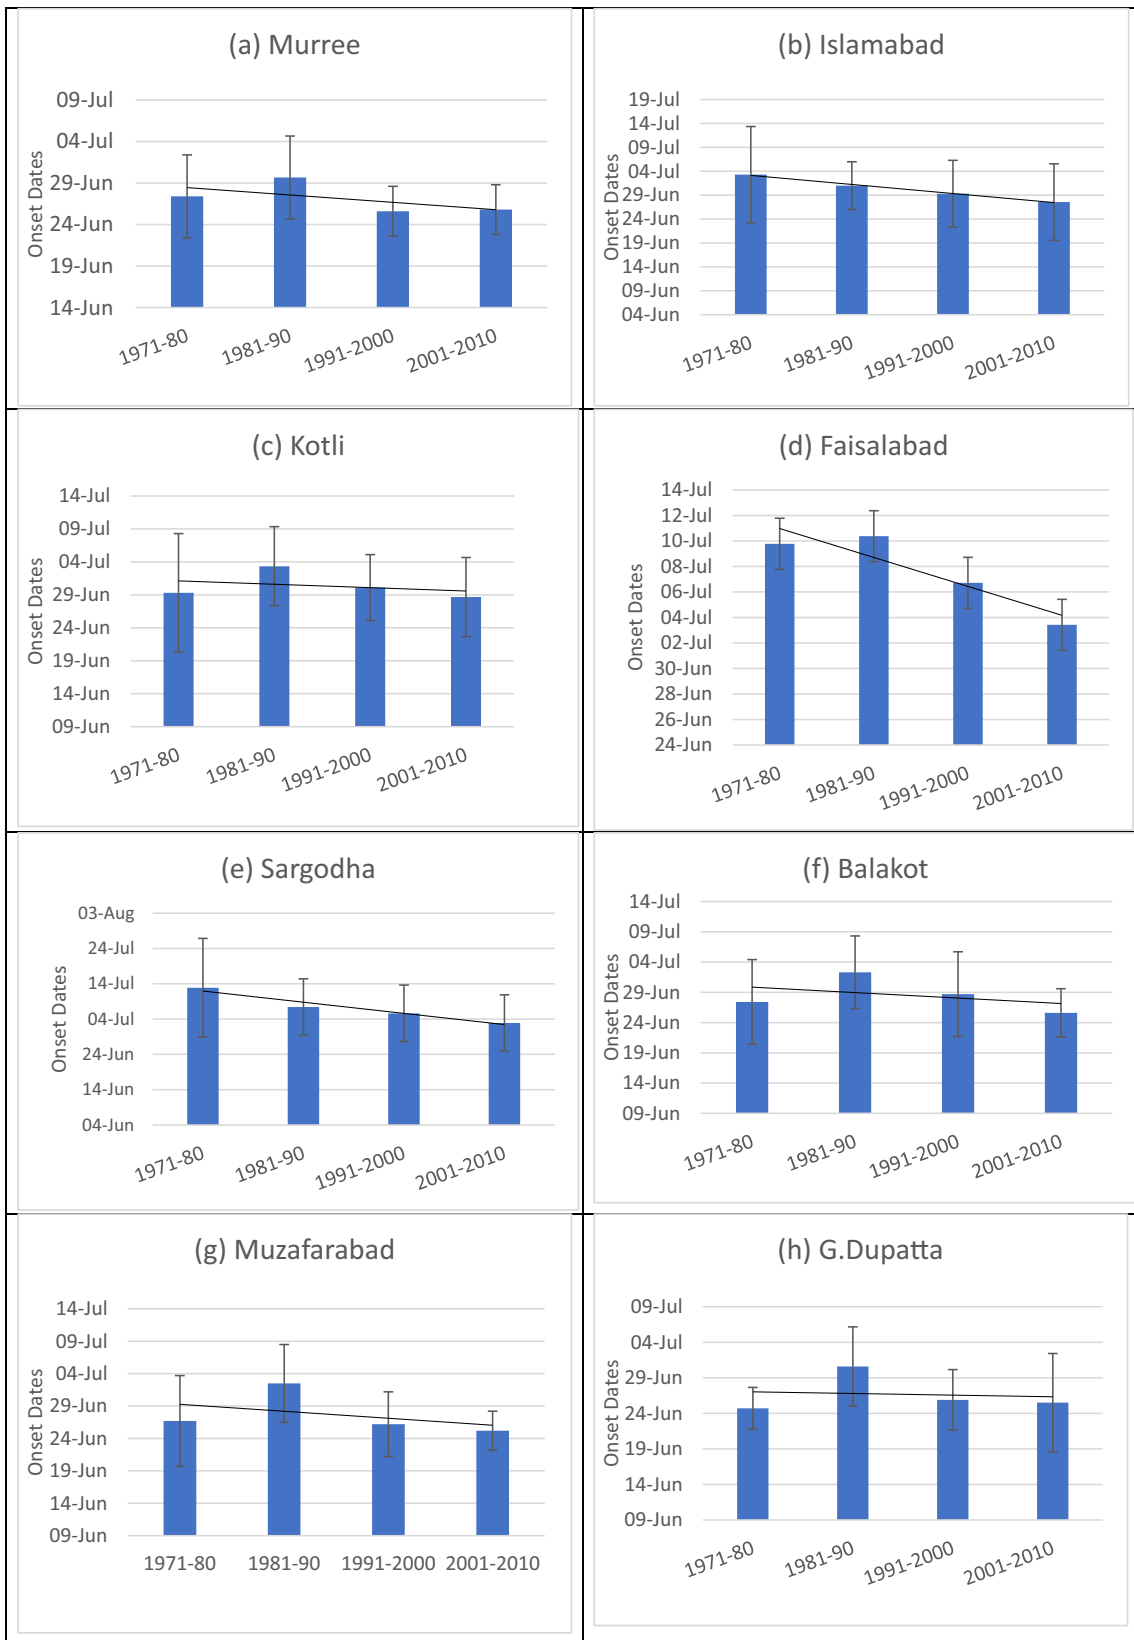 (a) Murree
Onset Dates
09-Jul
04-Jul
29-Jun
24-Jun
19-Jun
14-Jun
1971-80 1981-90 1991-2000 2001-2010
(b) Islamabad
Onset Dates
19-Jul
14-Jul
09-Jul
04-Jul
29-Jun
24-Jun
19-Jun
14-Jun
09-Jun
04-Jun
1971-80 1981-90 1991-2000 2001-2010
(c) Kotli
Onset Dates
14-Jul
09-Jul
04-Jul
29-Jun
24-Jun
19-Jun
14-Jun
09-Jun
1971-80 1981-90 1991-2000 2001-2010
(d) Faisalabad
Onset Dates
14-Jul
12-Jul
10-Jul
08-Jul
06-Jul
04-Jul
02-Jul
30-Jun
28-Jun
26-Jun
24-Jun
1971-80 1981-90 1991-2000 2001-2010
(e) Sargodha
Onset Dates
03-Aug
24-Jul
14-Jul
04-Jul
24-Jun
14-Jun
04-Jun
1971-80 1981-90 1991-2000 2001-2010
(f) Balakot
Onset Dates
14-Jul
09-Jul
04-Jul
29-Jun
24-Jun
19-Jun
14-Jun
09-Jun
1971-80 1981-90 1991-2000 2001-2010
(g) Muzafarabad
Onset Dates
14-Jul
09-Jul
04-Jul
29-Jun
24-Jun
19-Jun
14-Jun
09-Jun
1971-80 1981-90 1991-2000 2001-2010
(h) G.Dupatta
Onset Dates
09-Jul
04-Jul
29-Jun
24-Jun
19-Jun
14-Jun
09-Jun
1971-80 1981-90 1991-2000 2001-2010